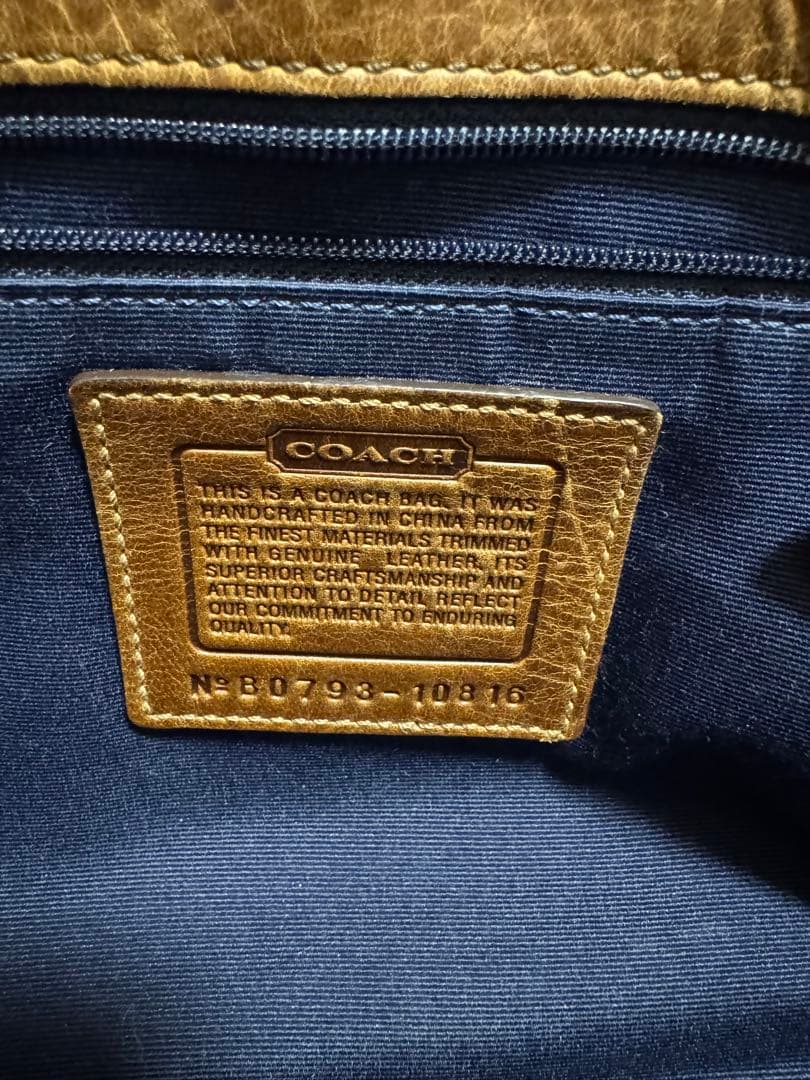 COACH
THIS IS A COACH BAG. IT WAS
HANDCRAFTED IN CHINA FROM
THE FINEST MATERIALS TRIMMED
WITH GENUINE LEATHER. ITS
SUPERIOR CRAFTSMANSHIP AND
ATTENTION TO DETAIL REFLECT
OUR COMMITMENT TO ENDURING
QUALITY.
Nº B0793-10816